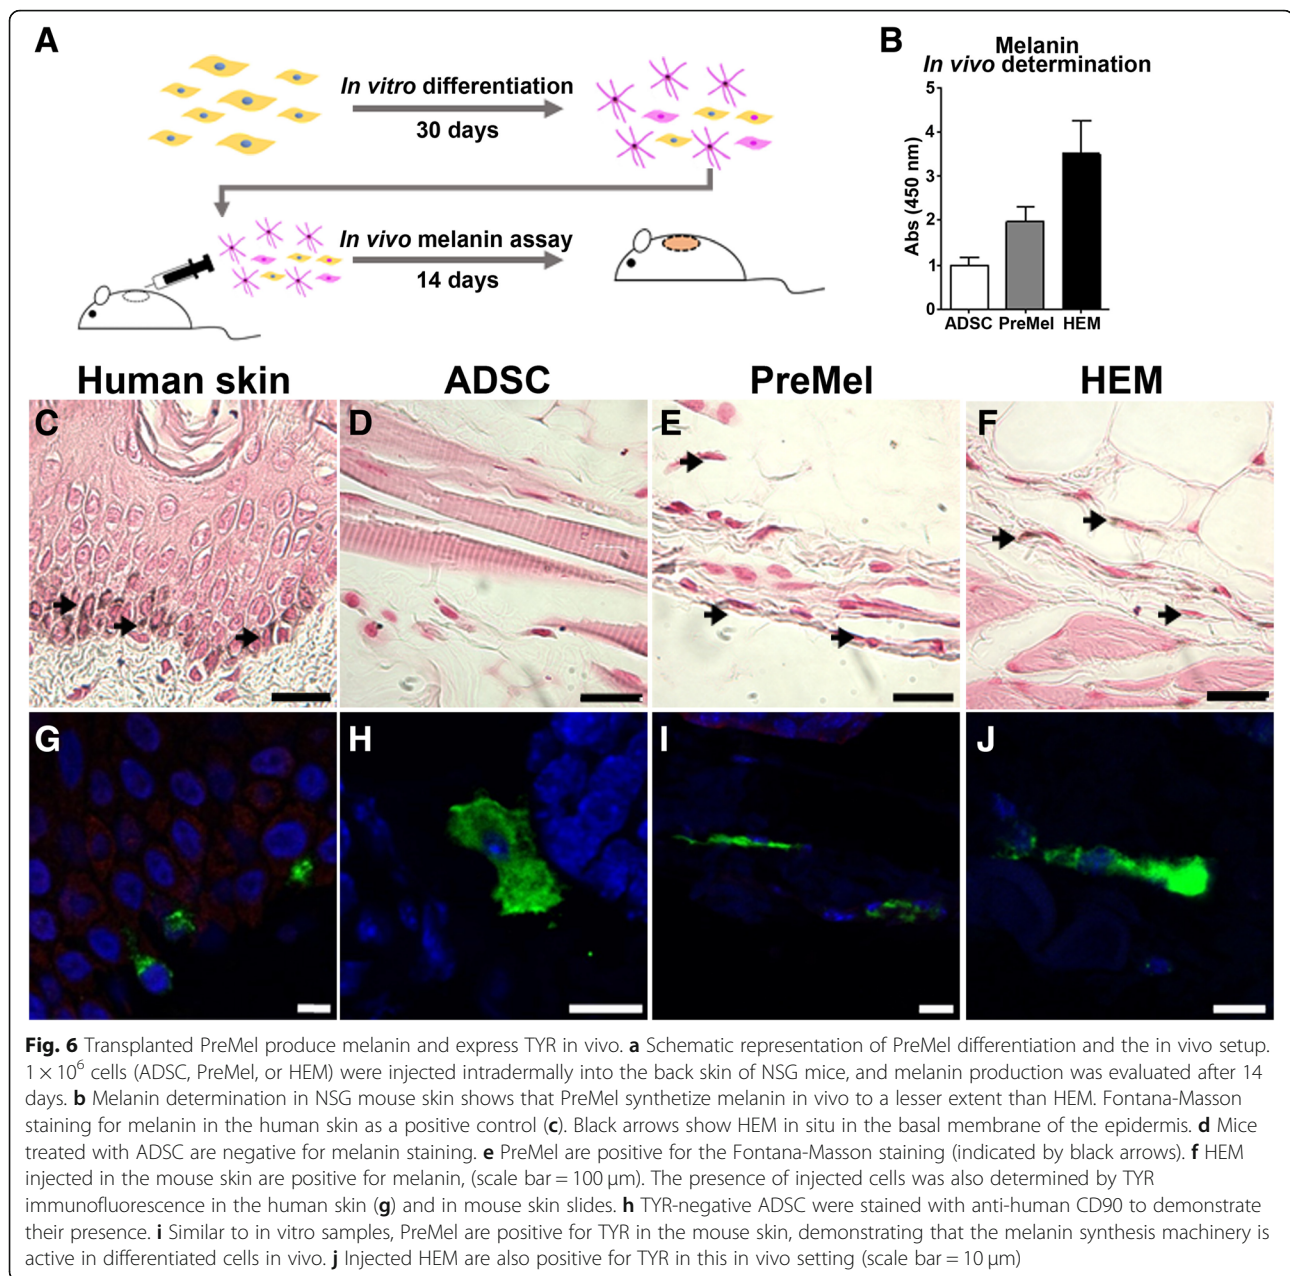 A
In vitro differentiation
30 days
In vivo melanin assay
14 days
B
Melanin
In vivo determination
Abs (450 nm)
5
4
3
2
1
0
ADSC PreMel HEM
Human skin ADSC PreMel HEM
C D E F
G H I J
Fig. 6 Transplanted PreMel produce melanin and express TYR in vivo. a Schematic representation of PreMel differentiation and the in vivo setup.
1 × 10⁶ cells (ADSC, PreMel, or HEM) were injected intradermally into the back skin of NSG mice, and melanin production was evaluated after 14
days. b Melanin determination in NSG mouse skin shows that PreMel synthetize melanin in vivo to a lesser extent than HEM. Fontana-Masson
staining for melanin in the human skin as a positive control (c). Black arrows show HEM in situ in the basal membrane of the epidermis. d Mice
treated with ADSC are negative for melanin staining. e PreMel are positive for the Fontana-Masson staining (indicated by black arrows). f HEM
injected in the mouse skin are positive for melanin, (scale bar = 100 μm). The presence of injected cells was also determined by TYR
immunofluorescence in the human skin (g) and in mouse skin slides. h TYR-negative ADSC were stained with anti-human CD90 to demonstrate
their presence. i Similar to in vitro samples, PreMel are positive for TYR in the mouse skin, demonstrating that the melanin synthesis machinery is
active in differentiated cells in vivo. j Injected HEM are also positive for TYR in this in vivo setting (scale bar = 10 μm)